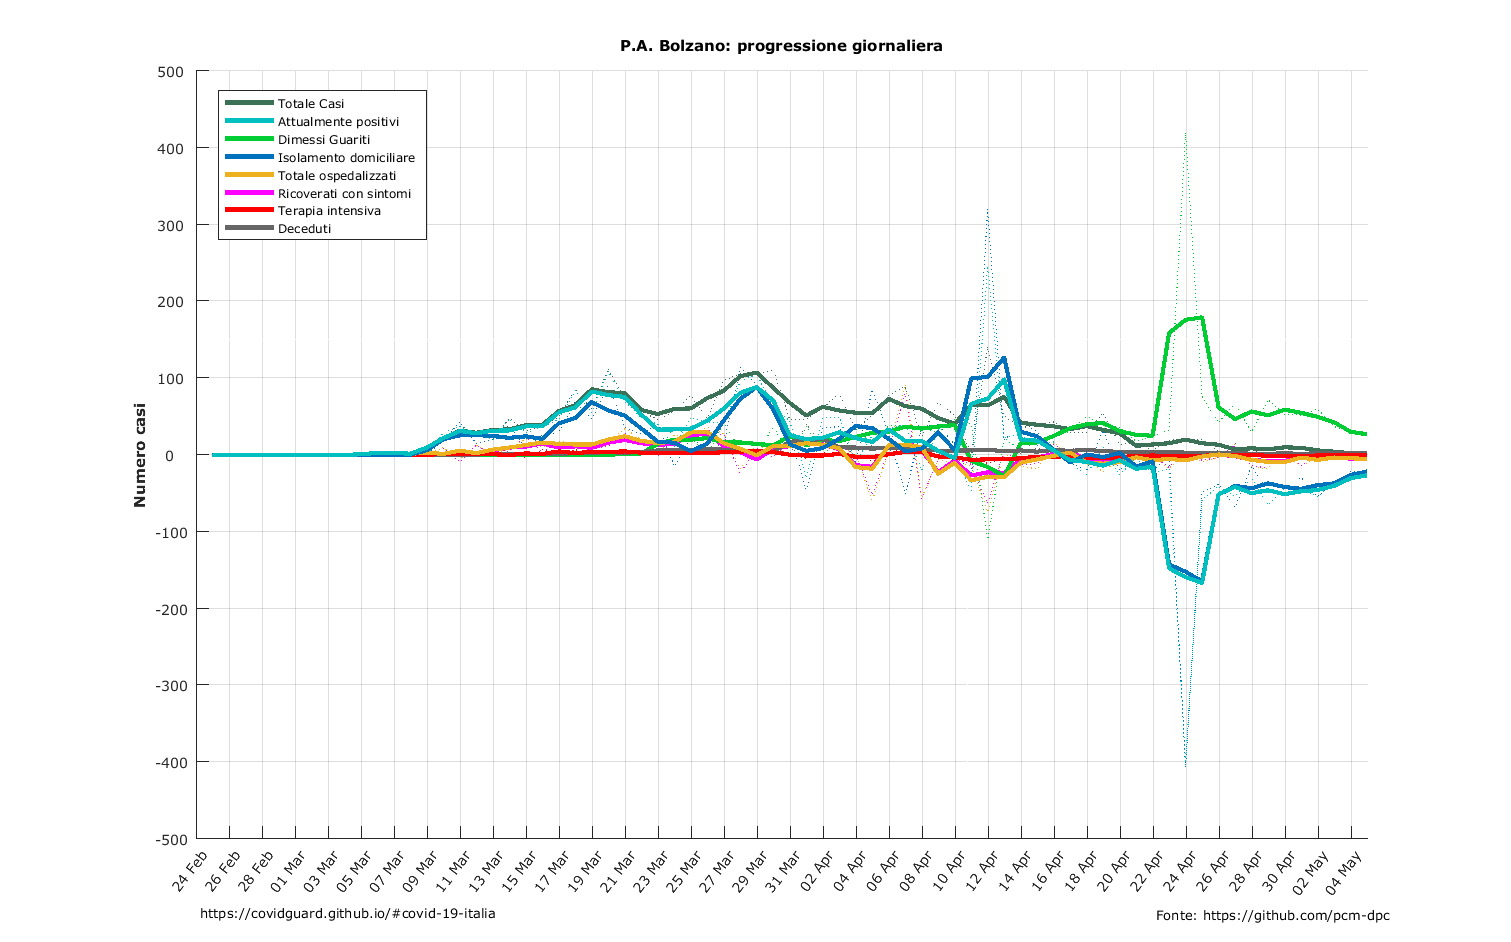 P.A. Bolzano: progressione giornaliera
500
400
300
200
100
0
-100
-200
-300
-400
-500
Numero casi
Totale Casi
Attualmente positivi
Dimessi Guariti
Isolamento domiciliare
Totale ospedalizzati
Ricoverati con sintomi
Terapia intensiva
Deceduti
24 Feb
26 Feb
28 Feb
01 Mar
03 Mar
05 Mar
07 Mar
09 Mar
11 Mar
13 Mar
15 Mar
17 Mar
19 Mar
21 Mar
23 Mar
25 Mar
27 Mar
29 Mar
31 Mar
02 Apr
04 Apr
06 Apr
08 Apr
10 Apr
12 Apr
14 Apr
16 Apr
18 Apr
20 Apr
22 Apr
24 Apr
26 Apr
28 Apr
30 Apr
02 May
04 May
https://covidguard.github.io/#covid-19-italia
Fonte: https://github.com/pcm-dpc